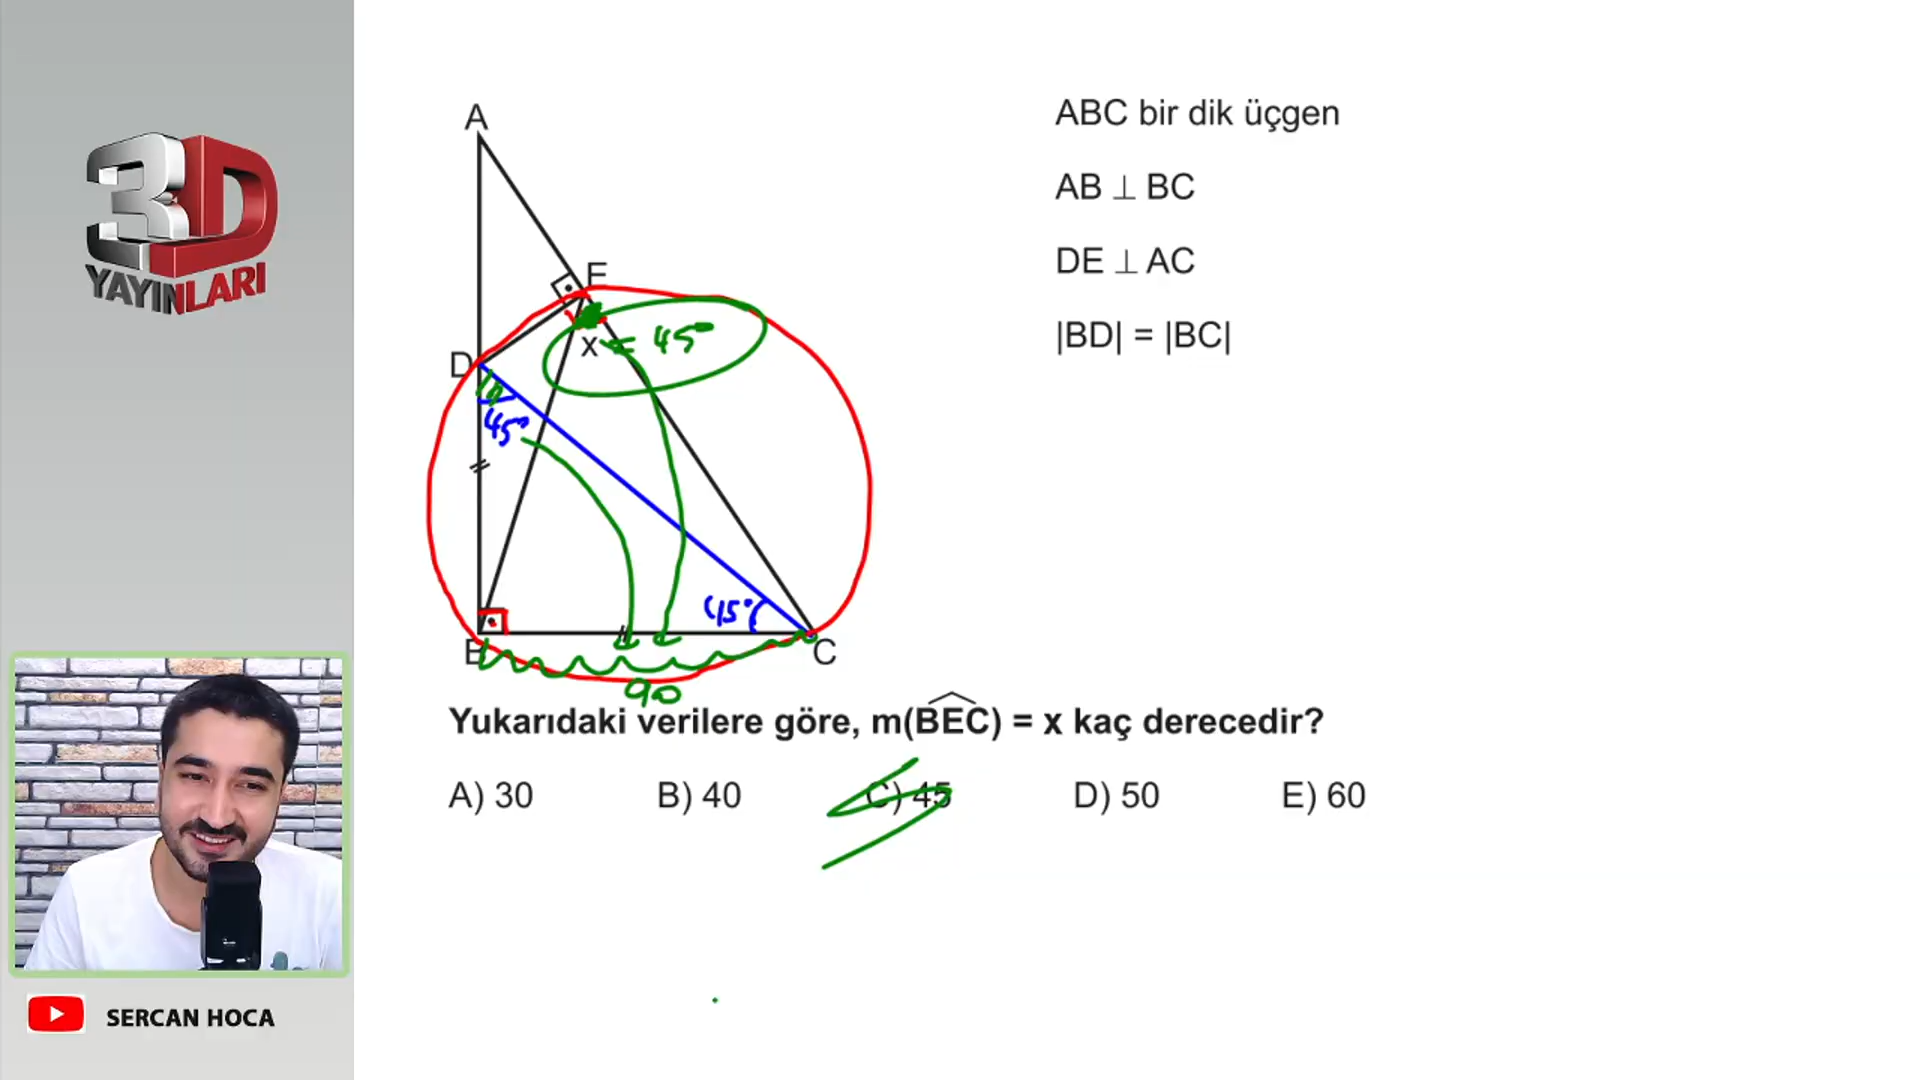 3D
YAYINLARI
SERCAN HOCA
A
E
x = 45°
D
45°
45°
B
C
90
ABC bir dik üçgen
AB ⊥ BC
DE ⊥ AC
|BD| = |BC|
Yukarıdaki verilere göre, m(BEC) = x kaç derecedir?
A) 30 B) 40 C) 45 D) 50 E) 60